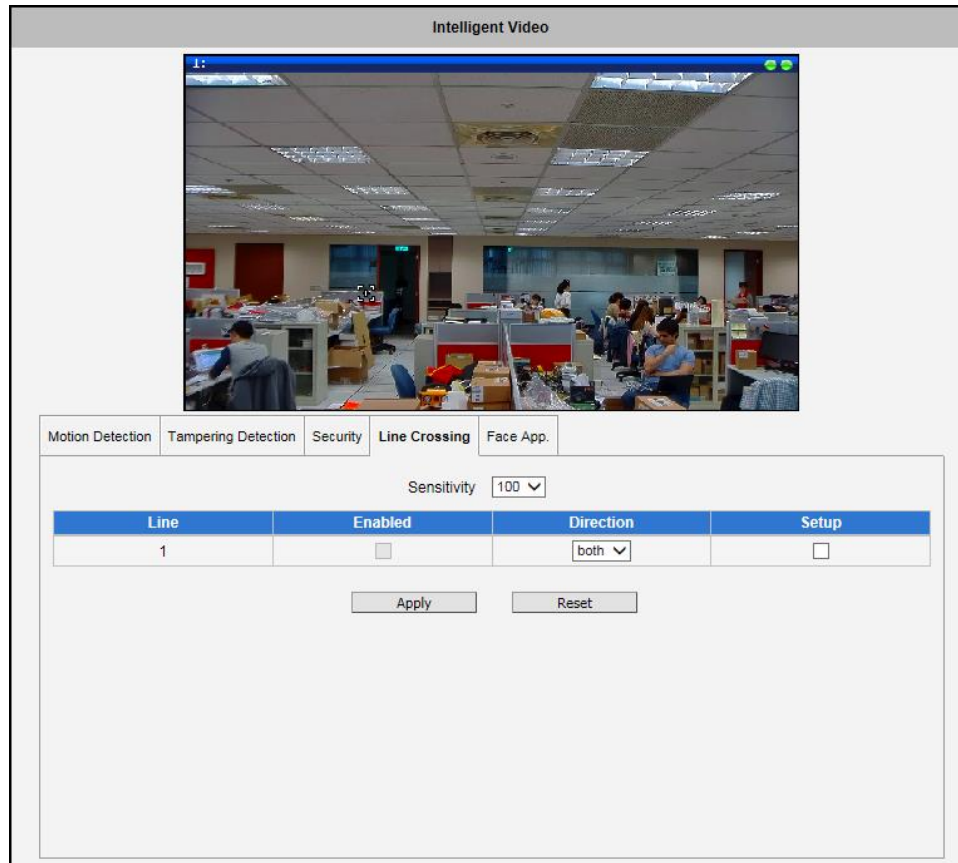 Intelligent Video
1:
Motion Detection Tampering Detection Security Line Crossing Face App.
Sensitivity 100
Line Enabled Direction Setup
1 both
Apply Reset